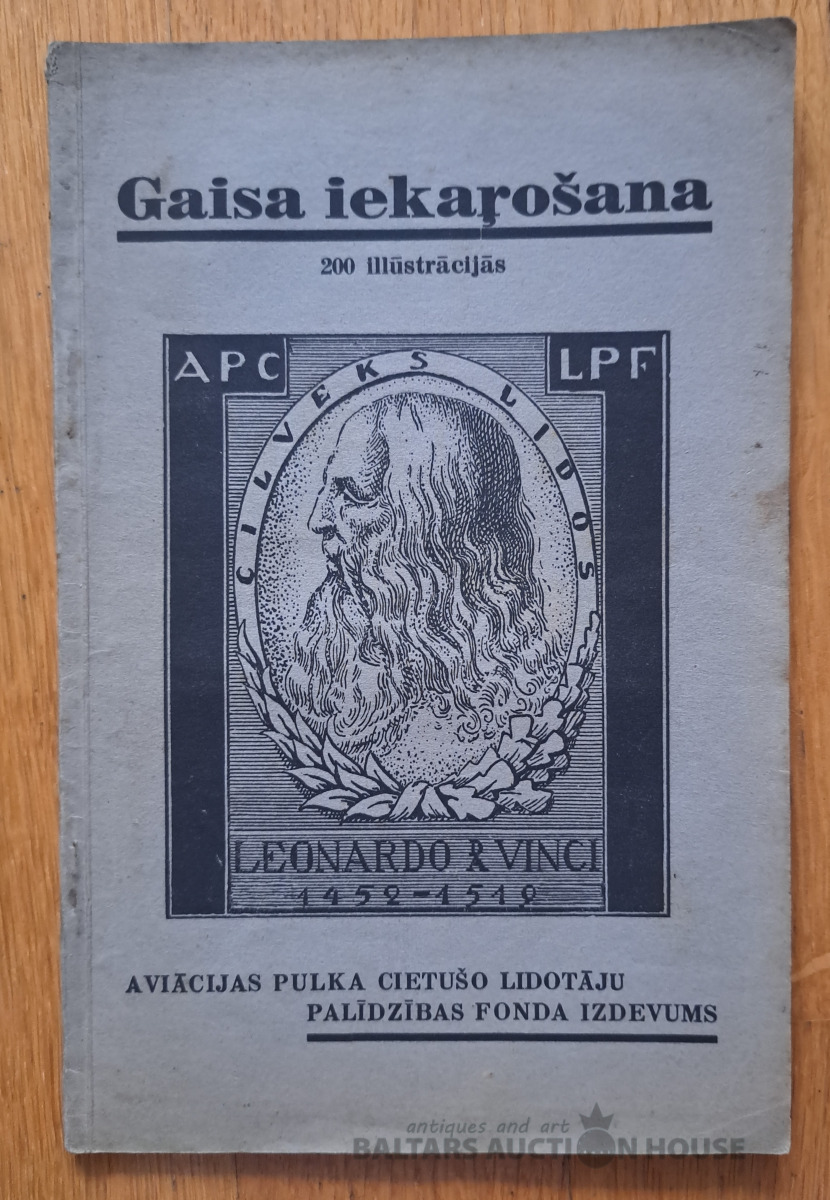 Gaisa iekaŗošana
200 illūstrācijās
APC LPF
CILVEKS LIDOS
LEONARDO DA VINCI
1452-1519
AVIĀCIJAS PULKA CIETUŠO LIDOTĀJU
PALĪDZĪBAS FONDA IZDEVUMS
antiques and art
BALTARS AUCTION HOUSE